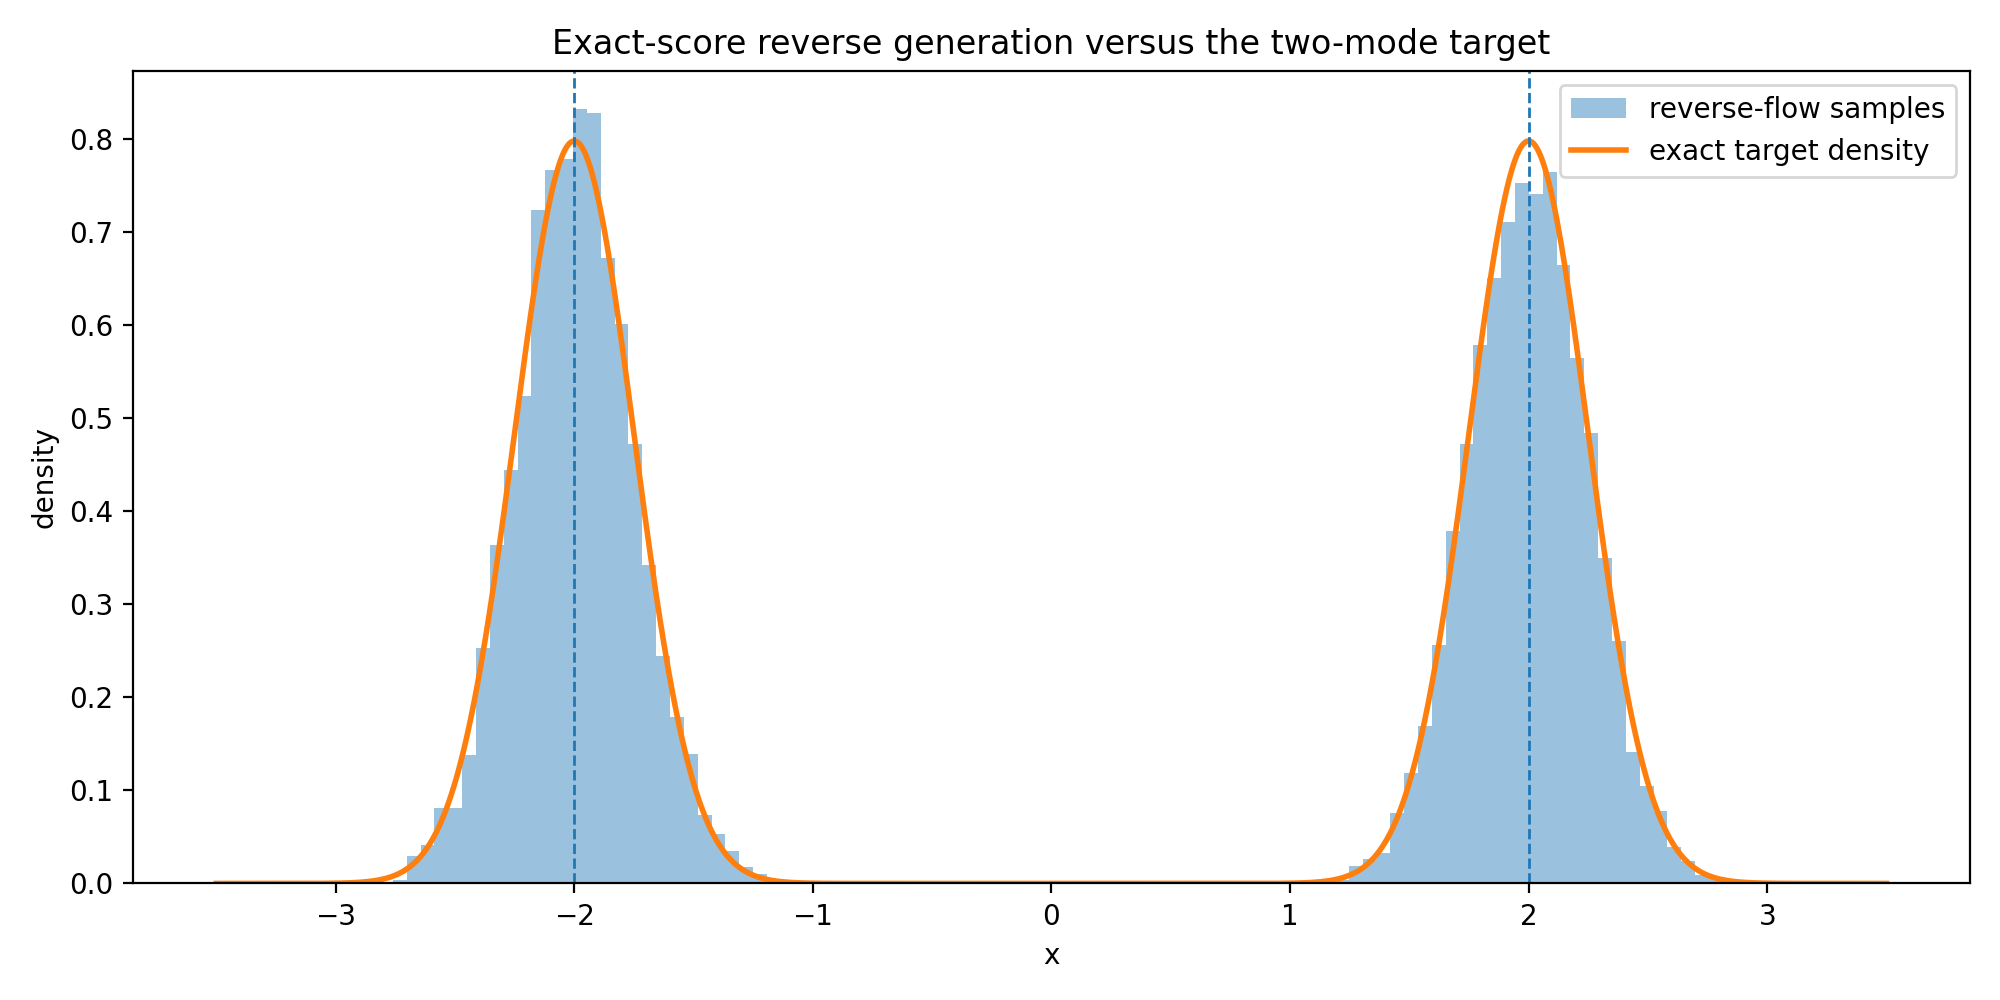 Exact-score reverse generation versus the two-mode target
reverse-flow samples
exact target density
density
0.8
0.7
0.6
0.5
0.4
0.3
0.2
0.1
0.0
−3 −2 −1 0 1 2 3
x